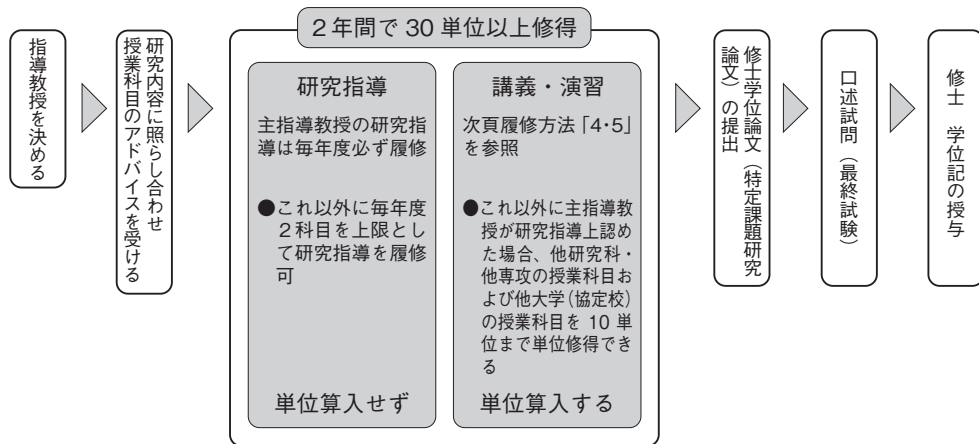 指導教授を決める
研究内容に照らし合わせ
授業科目のアドバイスを受ける
２年間で 30 単位以上修得
研究指導
主指導教授の研究指
導は毎年度必ず履修
●これ以外に毎年度
２科目を上限とし
て研究指導を履修
可
単位算入せず
講義・演習
次頁履修方法「4・5」
を参照
●これ以外に主指導教
授が研究指導上認め
た場合、他研究科・
他専攻の授業科目お
よび他大学（協定校）
の授業科目を 10 単
位まで単位修得でき
る
単位算入する
修士学位論文（特定課題研究
論文）の提出
口述試問（最終試験）
修士　学位記の授与